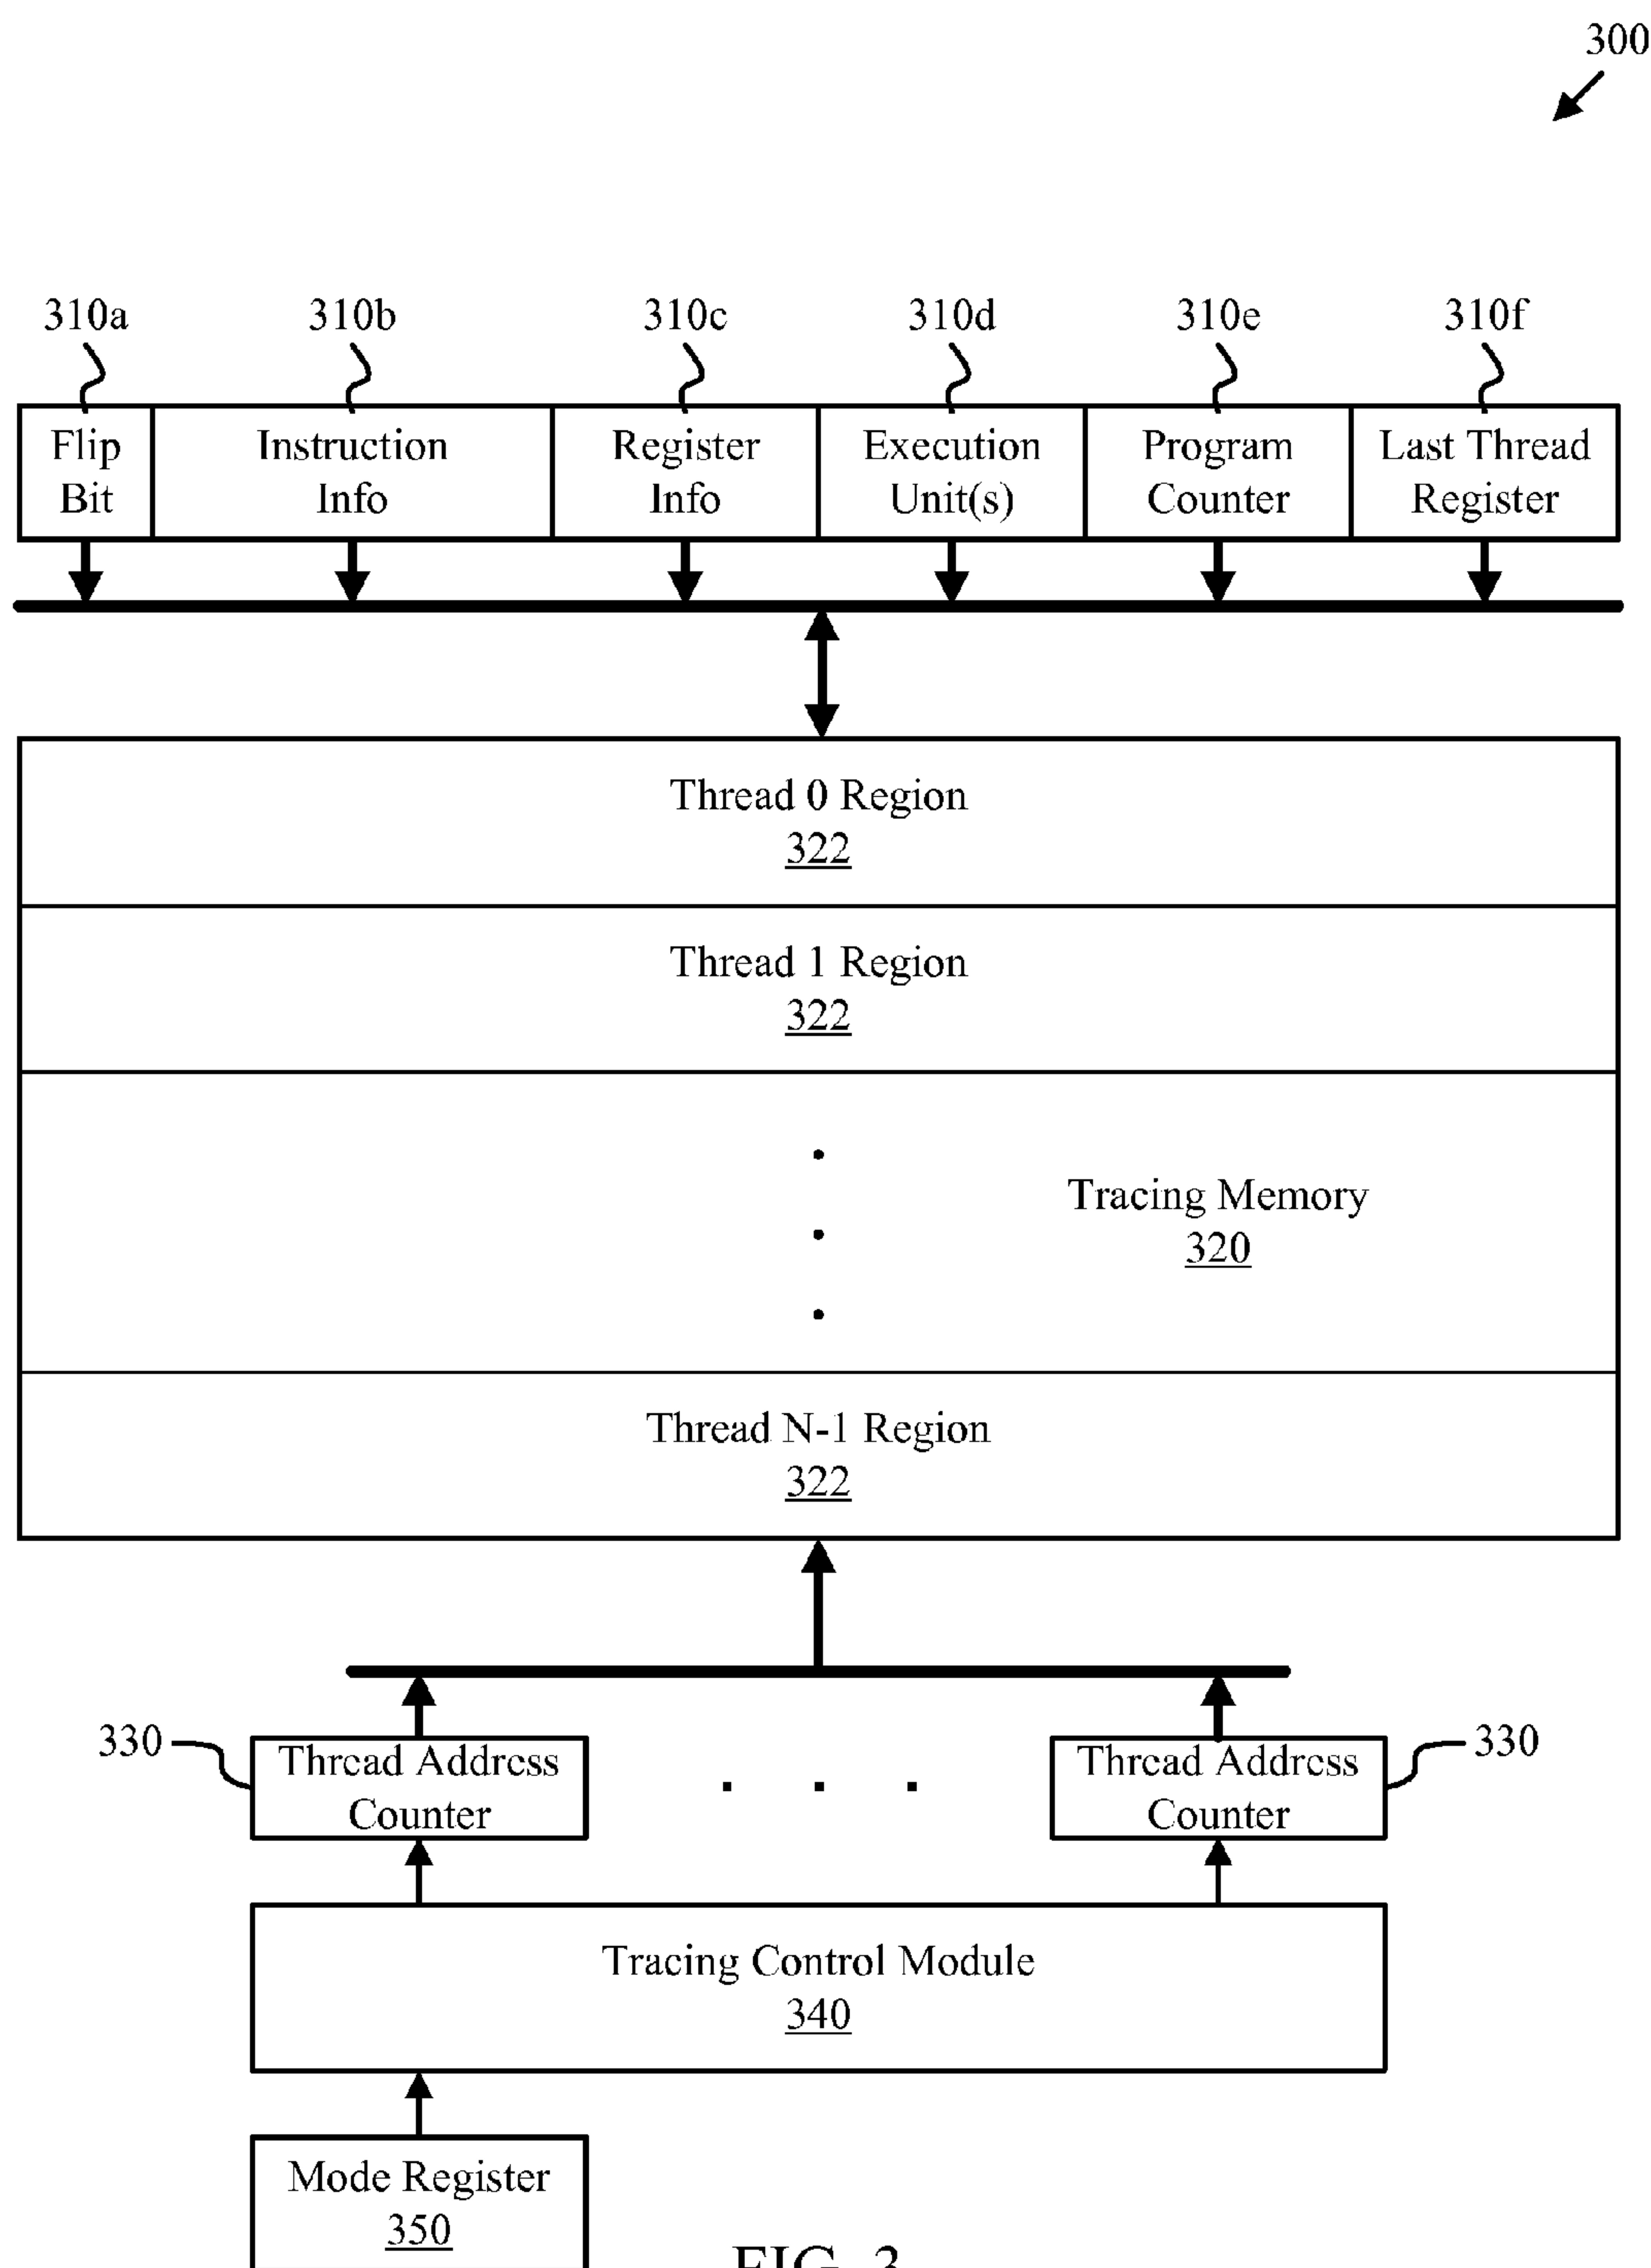 300
310a 310b 310c 310d 310e 310f
Flip Instruction Register Execution Program Last Thread
Bit Info Info Unit(s) Counter Register
Thread 0 Region
322
Thread 1 Region
322
Tracing Memory
320
Thread N-1 Region
322
330 Thread Address Thread Address 330
Counter Counter
Tracing Control Module
340
Mode Register
350
FIG. 3